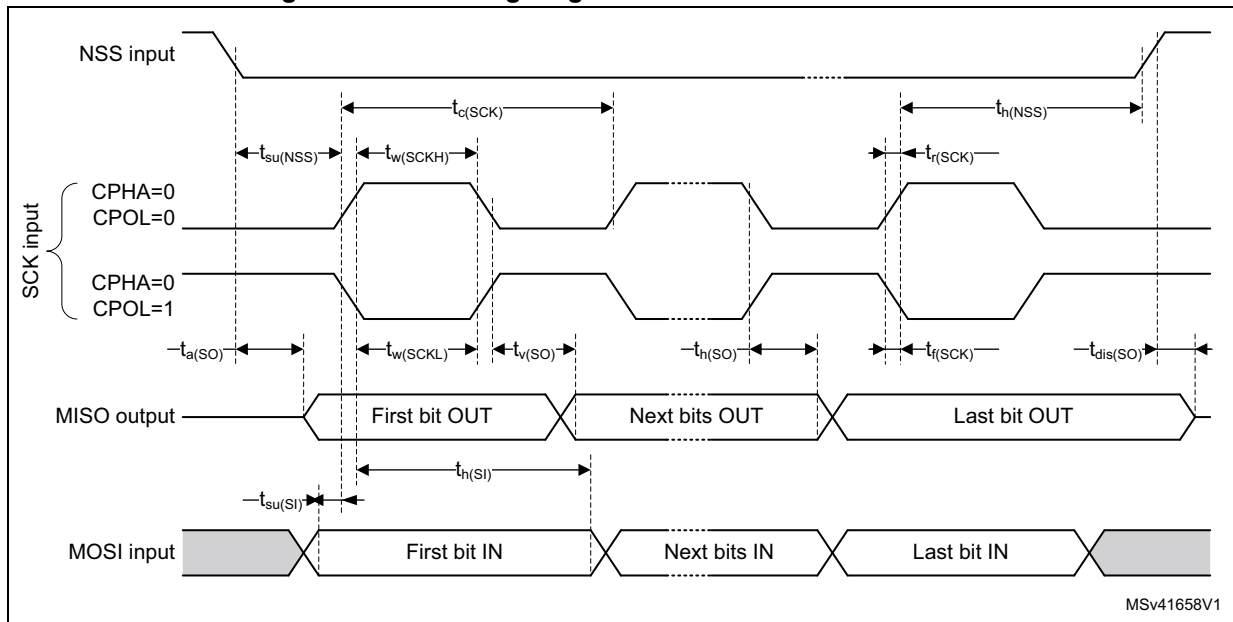 NSS input
tc(SCK)
th(NSS)
tsu(NSS)
tw(SCKH)
tr(SCK)
CPHA=0
CPOL=0
SCK input
CPHA=0
CPOL=1
ta(SO)
tw(SCKL)
tv(SO)
th(SO)
tf(SCK)
tdis(SO)
MISO output
First bit OUT
Next bits OUT
Last bit OUT
th(SI)
tsu(SI)
MOSI input
First bit IN
Next bits IN
Last bit IN
MSv41658V1